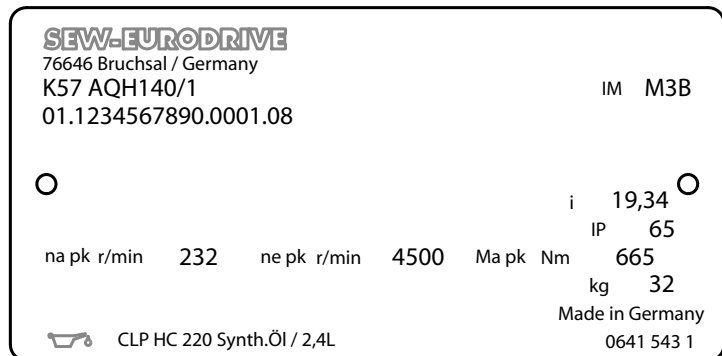 SEW-EURODRIVE
76646 Bruchsal / Germany
K57 AQH140/1 IM M3B
01.1234567890.0001.08
i 19,34
IP 65
na pk r/min 232 ne pk r/min 4500 Ma pk Nm 665
kg 32
Made in Germany
CLP HC 220 Synth.Öl / 2,4L 0641 543 1